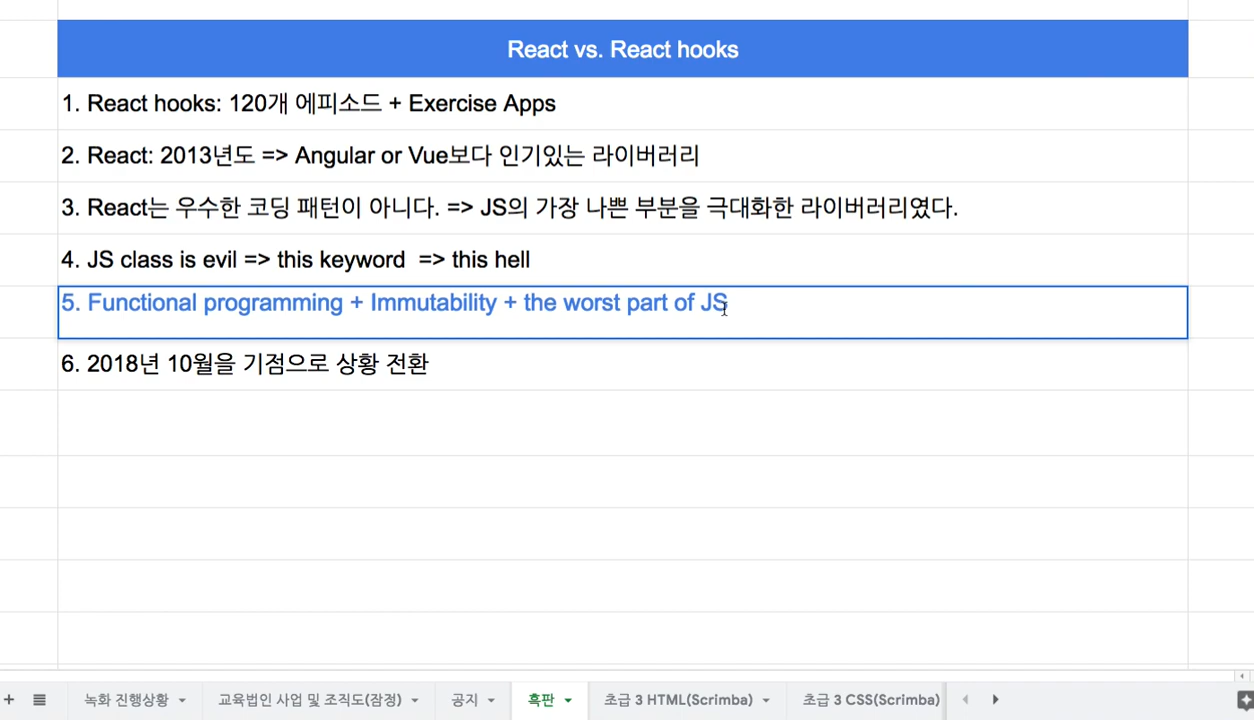 React vs. React hooks
1. React hooks: 120개 에피소드 + Exercise Apps
2. React: 2013년도 => Angular or Vue보다 인기있는 라이버러리
3. React는 우수한 코딩 패턴이 아니다. => JS의 가장 나쁜 부분을 극대화한 라이버러리였다.
4. JS class is evil => this keyword  => this hell
5. Functional programming + Immutability + the worst part of JS
6. 2018년 10월을 기점으로 상황 전환
녹화 진행상황 교육법인 사업 및 조직도(잠정) 공지 흑판 초급 3 HTML(Scrimba) 초급 3 CSS(Scrimba)